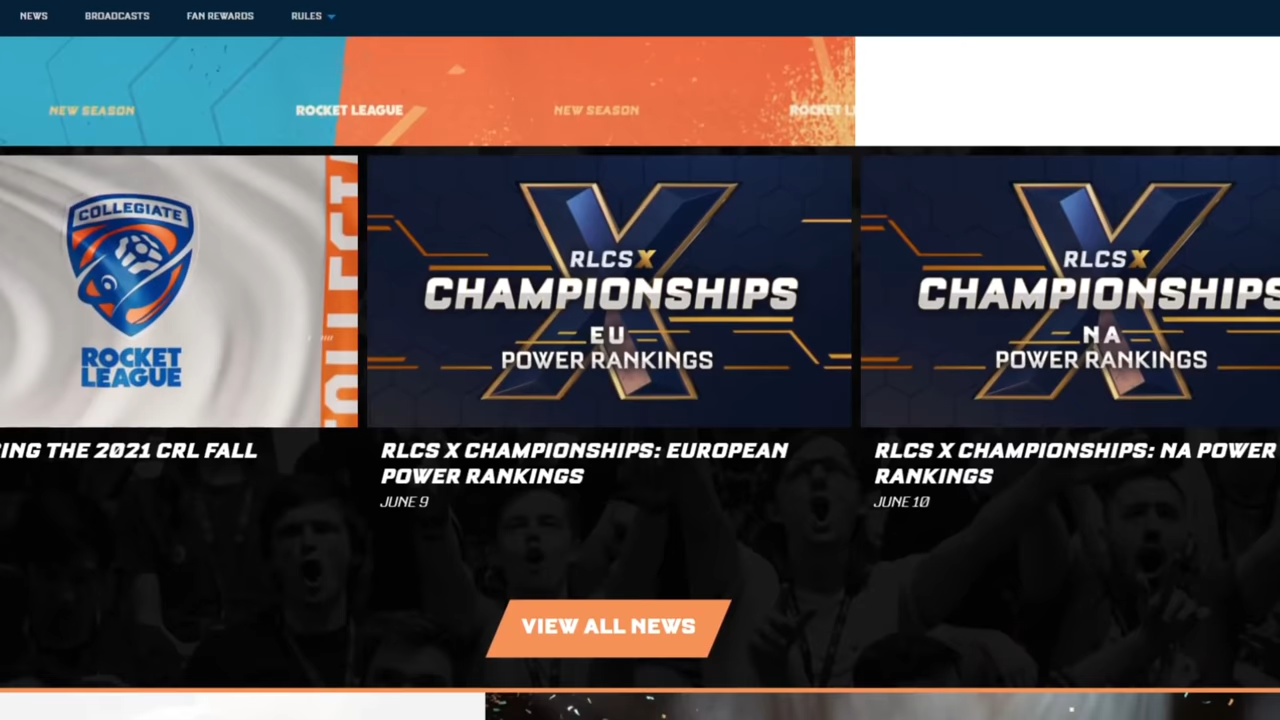 NEWS
BROADCASTS
FAN REWARDS
RULES
NEW SEASON
ROCKET LEAGUE
NEW SEASON
ROCKET L
COLLEGIATE
ROCKET
LEAGUE
RLCS X
CHAMPIONSHIPS
EU
POWER RANKINGS
RLCS X
CHAMPIONSHIPS
NA
POWER RANKINGS
ING THE 2021 CRL FALL
RLCS X CHAMPIONSHIPS: EUROPEAN
POWER RANKINGS
JUNE 9
RLCS X CHAMPIONSHIPS: NA POWER
RANKINGS
JUNE 10
VIEW ALL NEWS